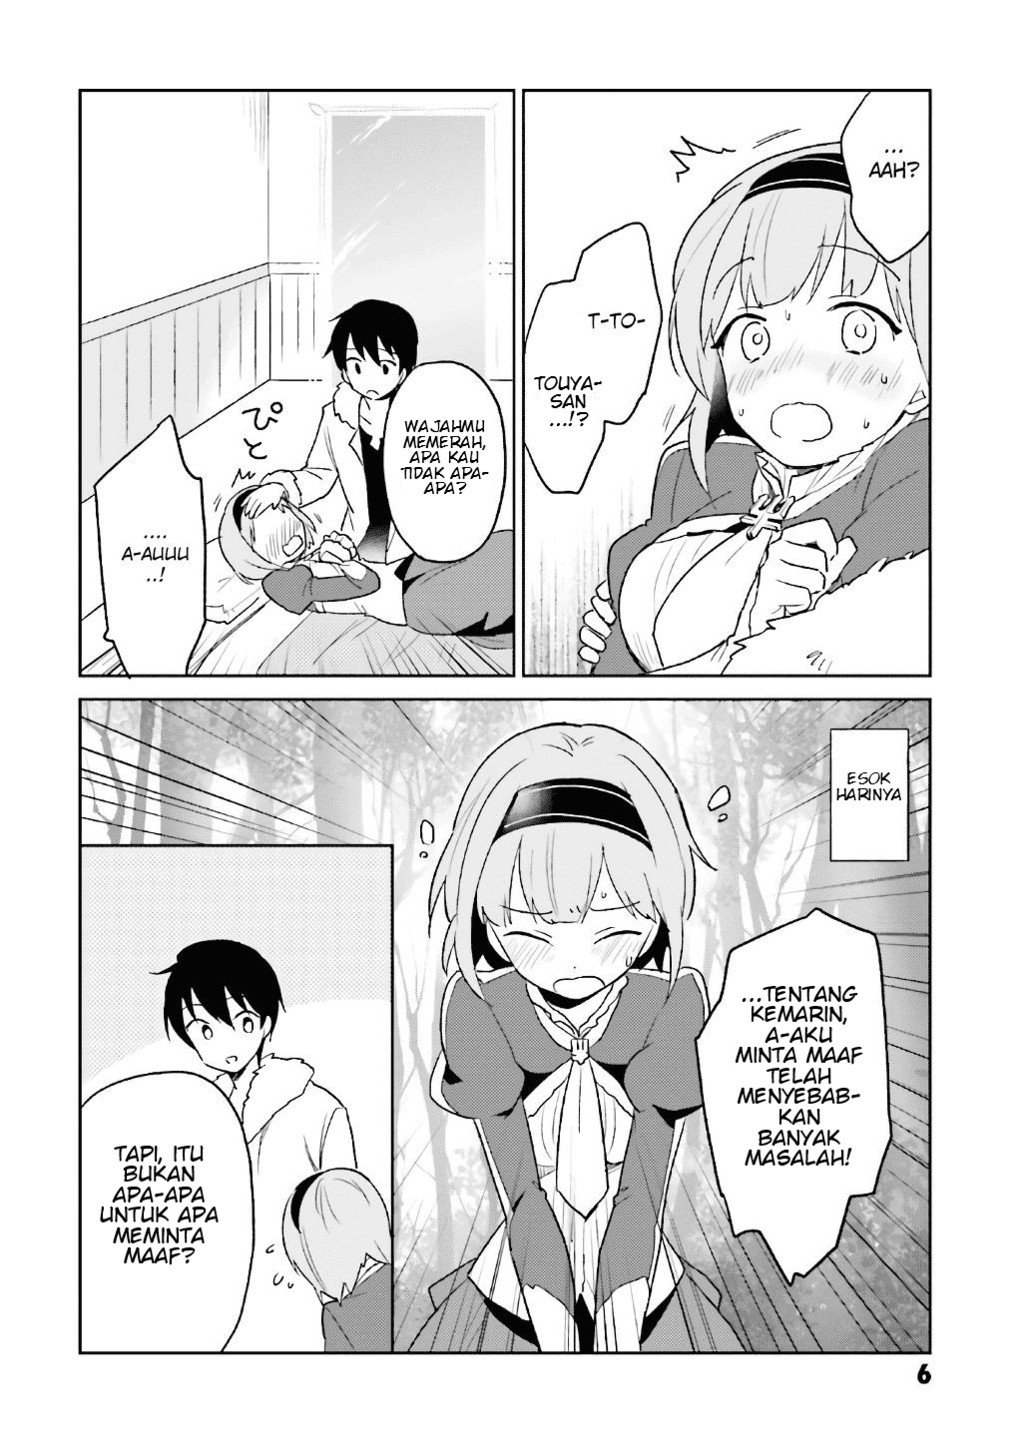 ...
AAH?
T-TO-
TOUYA-
SAN
...!?
WAJAHMU
MEMERAH,
APA KAU
TIDAK APA-
APA?
ぴと
....
A-AUUU
..!
ESOK
HARINYA
...TENTANG
KEMARIN,
A-AKU
MINTA MAAF
TELAH
MENYEBAB-
KAN
BANYAK
MASALAH!
TAPI, ITU
BUKAN
APA-APA
UNTUK APA
MEMINTA
MAAF?
6